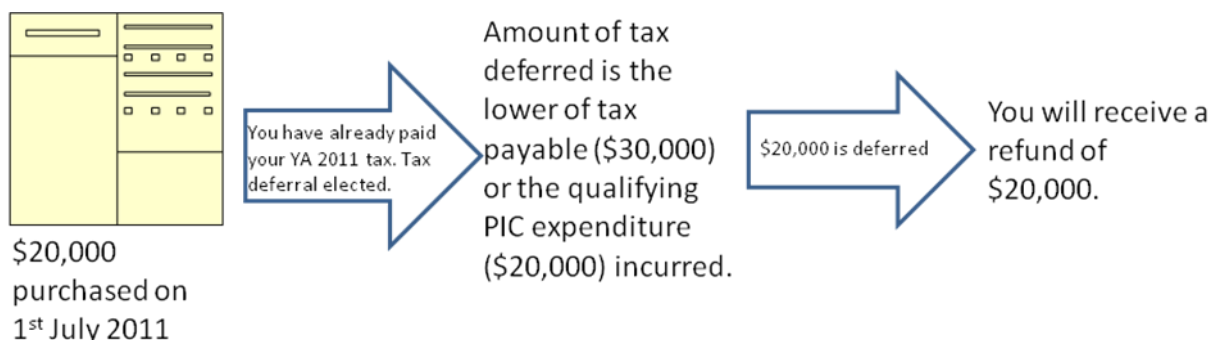 $20,000
purchased on
1st July 2011
You have already paid
your YA 2011 tax. Tax
deferral elected.
Amount of tax
deferred is the
lower of tax
payable ($30,000)
or the qualifying
PIC expenditure
($20,000) incurred.
$20,000 is deferred
You will receive a
refund of
$20,000.